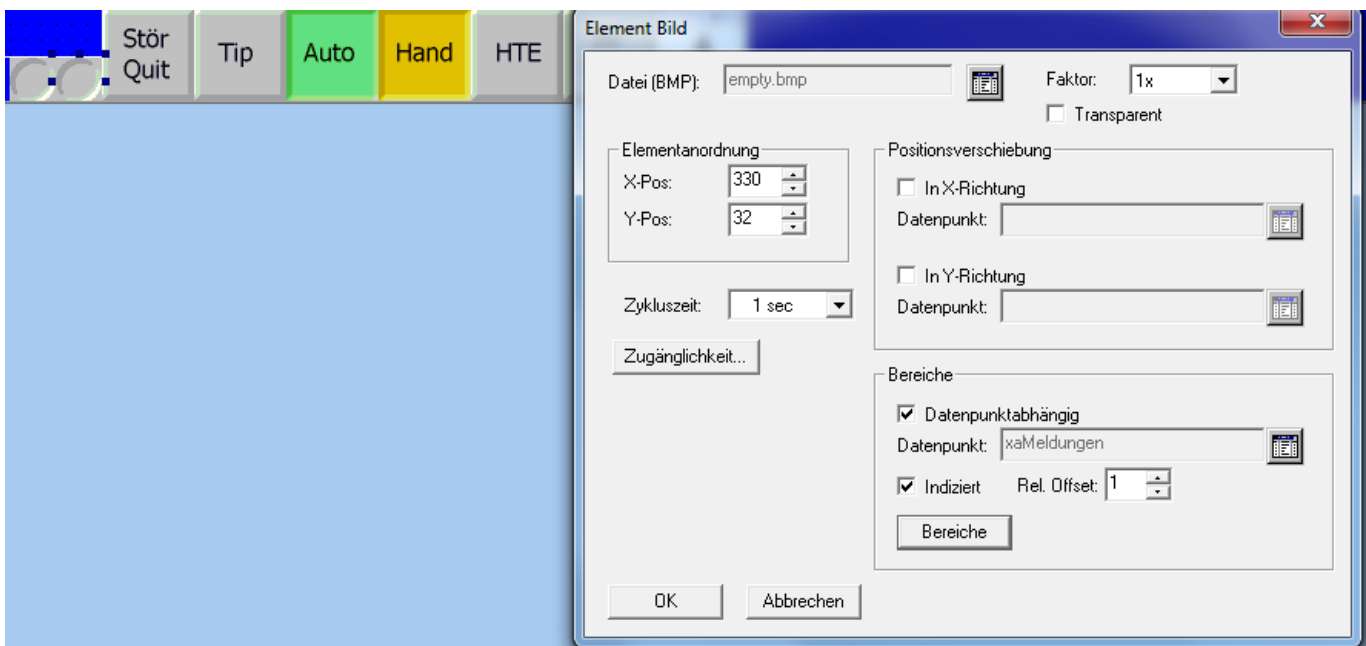 Stör
Quit
Tip
Auto
Hand
HTE
Element Bild
Datei (BMP): empty.bmp
Faktor: 1x
Transparent
Elementanordnung
X-Pos: 330
Y-Pos: 32
Positionsverschiebung
In X-Richtung
Datenpunkt:
In Y-Richtung
Datenpunkt:
Zykluszeit: 1 sec
Zugänglichkeit...
Bereiche
Datenpunktabhängig
Datenpunkt: xaMeldungen
Indiziert Rel. Offset: 1
Bereiche
OK
Abbrechen